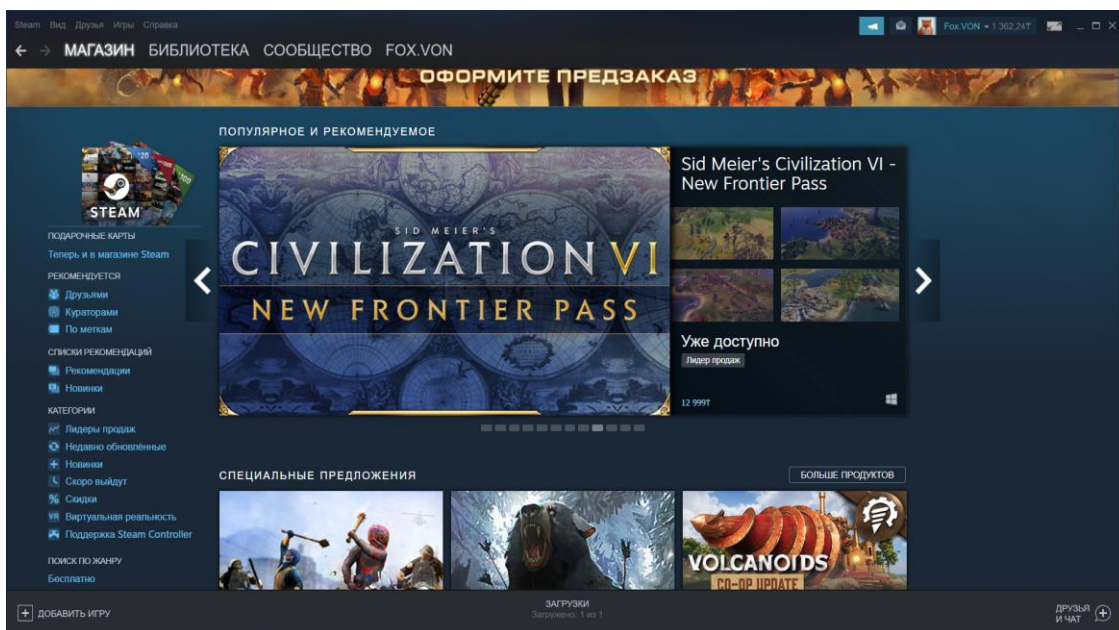 Steam Вид Друзья Игры Справка
Fox.VON 1 362,24₸
МАГАЗИН БИБЛИОТЕКА СООБЩЕСТВО FOX.VON
ОФОРМИТЕ ПРЕДЗАКАЗ
ПОПУЛЯРНОЕ И РЕКОМЕНДУЕМОЕ
STEAM
ПОДАРОЧНЫЕ КАРТЫ
Теперь и в магазине Steam
РЕКОМЕНДУЕТСЯ
Друзьями
Кураторами
По меткам
СПИСКИ РЕКОМЕНДАЦИЙ
Рекомендации
Новинки
КАТЕГОРИИ
Лидеры продаж
Недавно обновлённые
Новинки
Скоро выйдут
Скидки
VR Виртуальная реальность
Поддержка Steam Controller
ПОИСК ПО ЖАНРУ
Бесплатно
SID MEIER'S
CIVILIZATION VI
NEW FRONTIER PASS
Sid Meier's Civilization VI -
New Frontier Pass
Уже доступно
Лидер продаж
12 999₸
СПЕЦИАЛЬНЫЕ ПРЕДЛОЖЕНИЯ
БОЛЬШЕ ПРОДУКТОВ
VOLCANOIDS
CO-OP UPDATE
ДОБАВИТЬ ИГРУ
ЗАГРУЗКИ
Загружено: 1 из 1
ДРУЗЬЯ
И ЧАТ